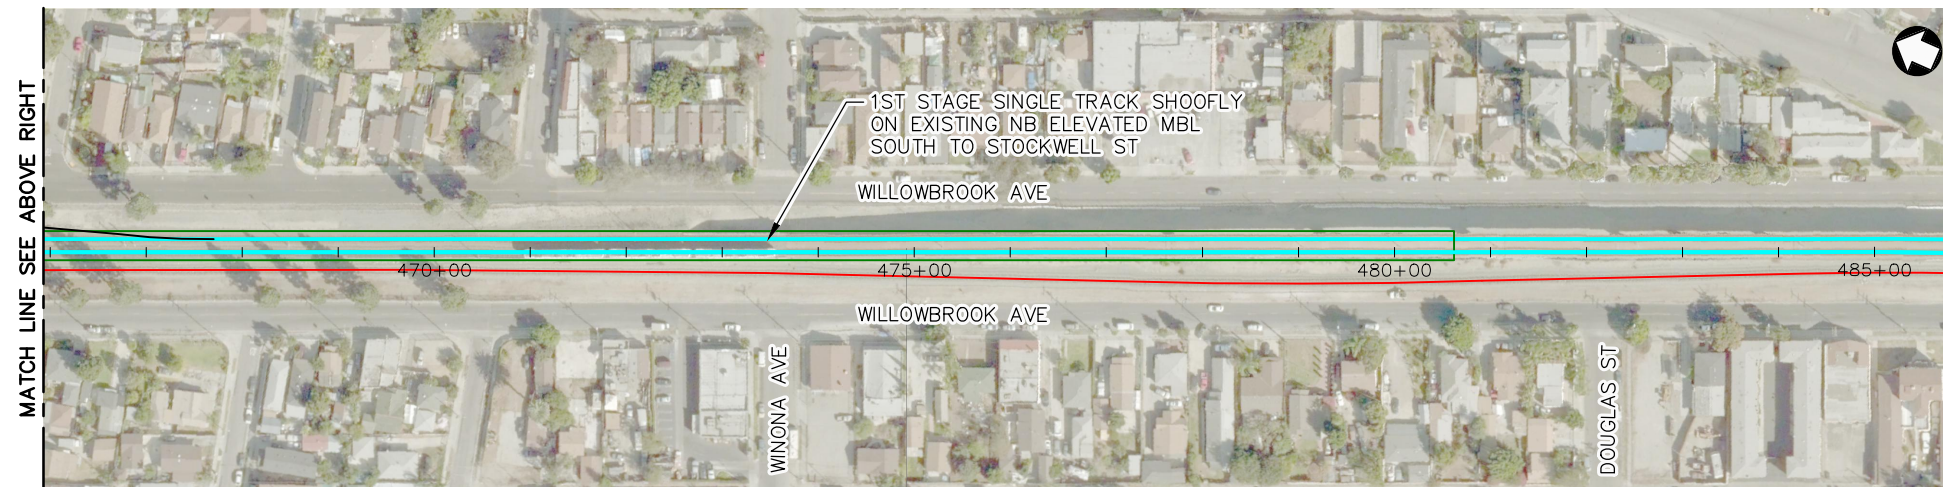 MATCH LINE SEE ABOVE RIGHT
1ST STAGE SINGLE TRACK SHOOFLY
ON EXISTING NB ELEVATED MBL
SOUTH TO STOCKWELL ST
WILLOWBROOK AVE
470+00
475+00
480+00
485+00
WILLOWBROOK AVE
WINONA AVE
DOUGLAS ST